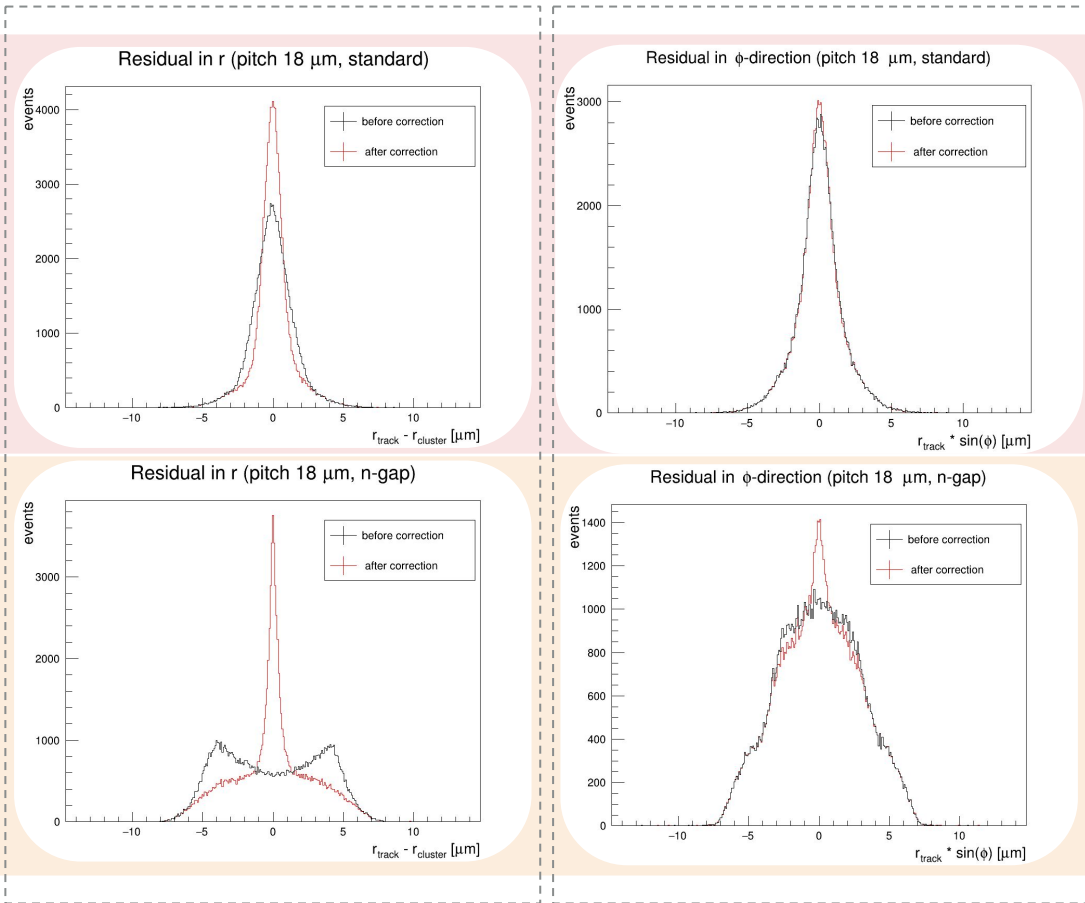 Residual in r (pitch 18 μm, standard)
events
4000
3000
2000
1000
0
−10
−5
0
5
10
r_track - r_cluster [μm]
before correction
after correction
Residual in ϕ-direction (pitch 18 μm, standard)
events
3000
2000
1000
0
−10
−5
0
5
10
r_track * sin(ϕ) [μm]
before correction
after correction
Residual in r (pitch 18 μm, n-gap)
events
3000
2000
1000
0
−10
−5
0
5
10
r_track - r_cluster [μm]
before correction
after correction
Residual in ϕ-direction (pitch 18 μm, n-gap)
events
1400
1200
1000
800
600
400
200
0
−10
−5
0
5
10
r_track * sin(ϕ) [μm]
before correction
after correction